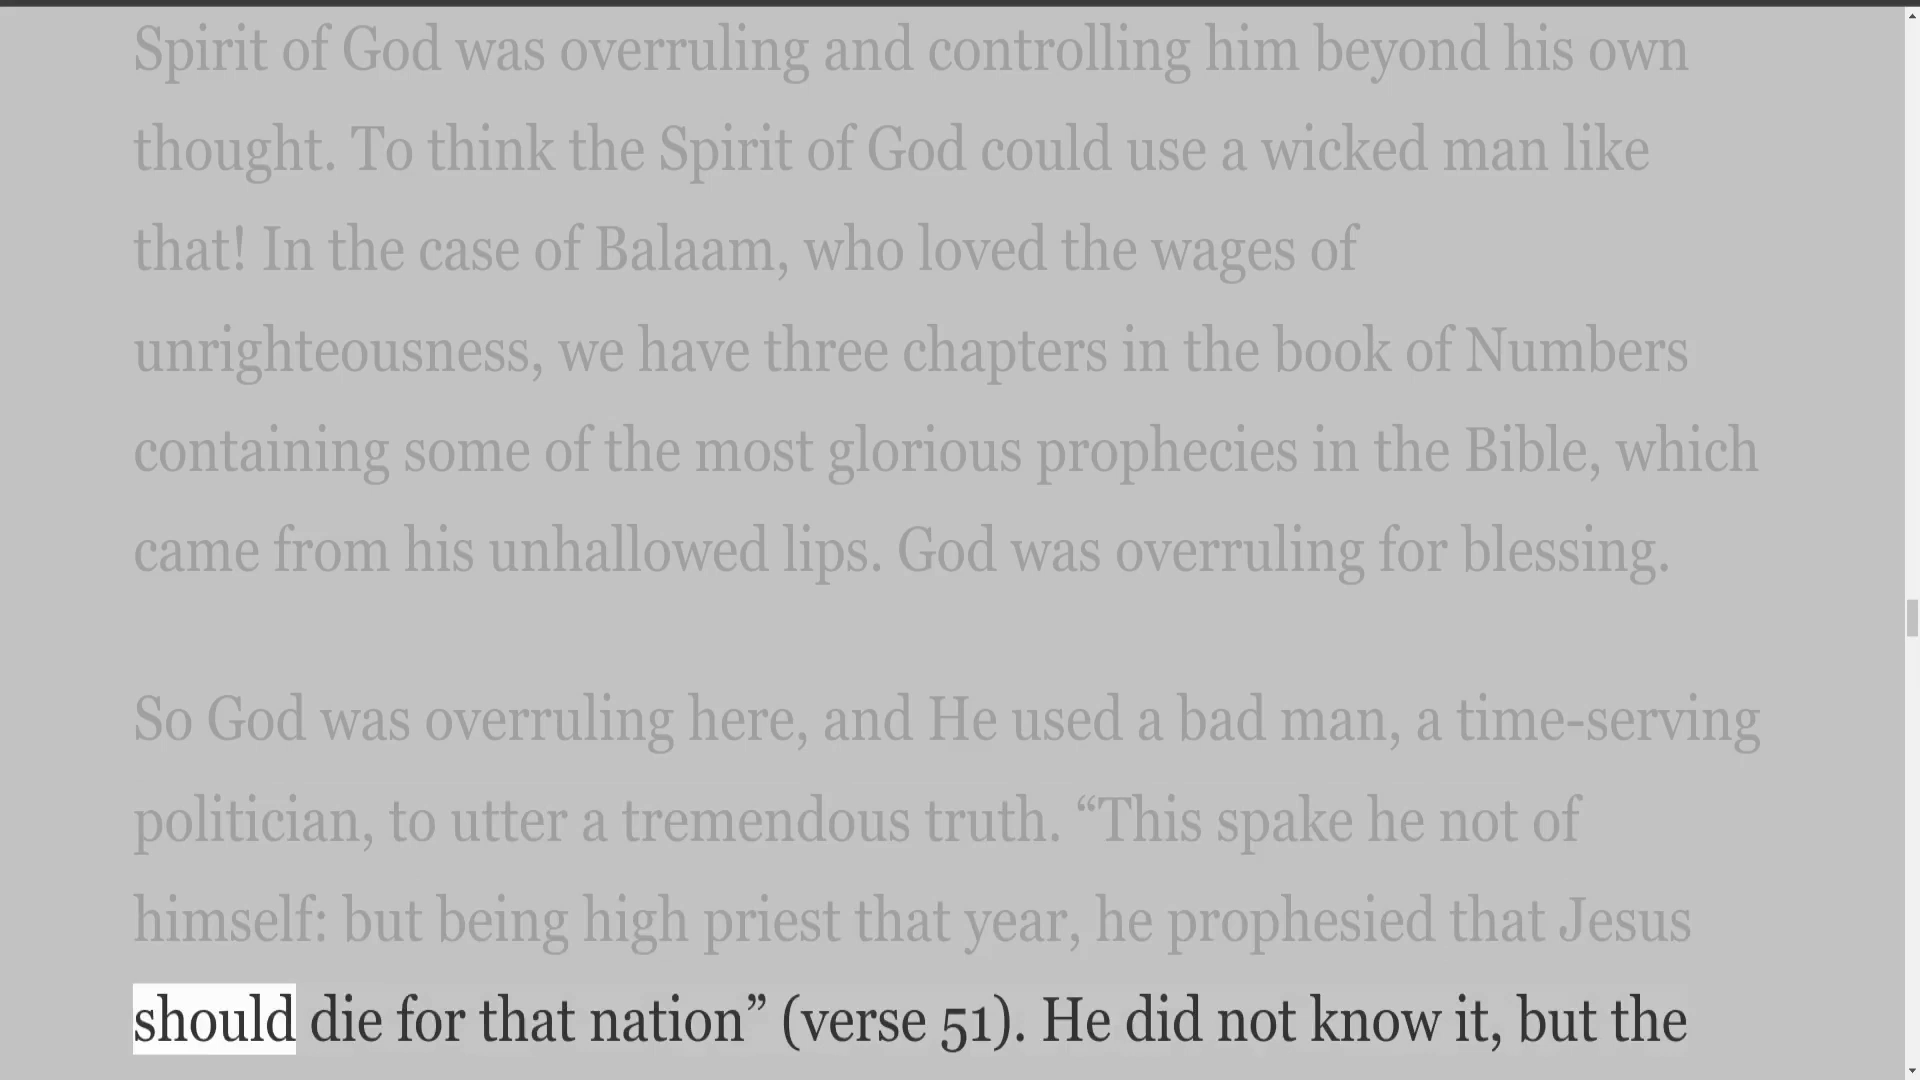 Spirit of God was overruling and controlling him beyond his own
thought. To think the Spirit of God could use a wicked man like
that! In the case of Balaam, who loved the wages of
unrighteousness, we have three chapters in the book of Numbers
containing some of the most glorious prophecies in the Bible, which
came from his unhallowed lips. God was overruling for blessing.
So God was overruling here, and He used a bad man, a time-serving
politician, to utter a tremendous truth. “This spake he not of
himself: but being high priest that year, he prophesied that Jesus
should die for that nation” (verse 51). He did not know it, but the